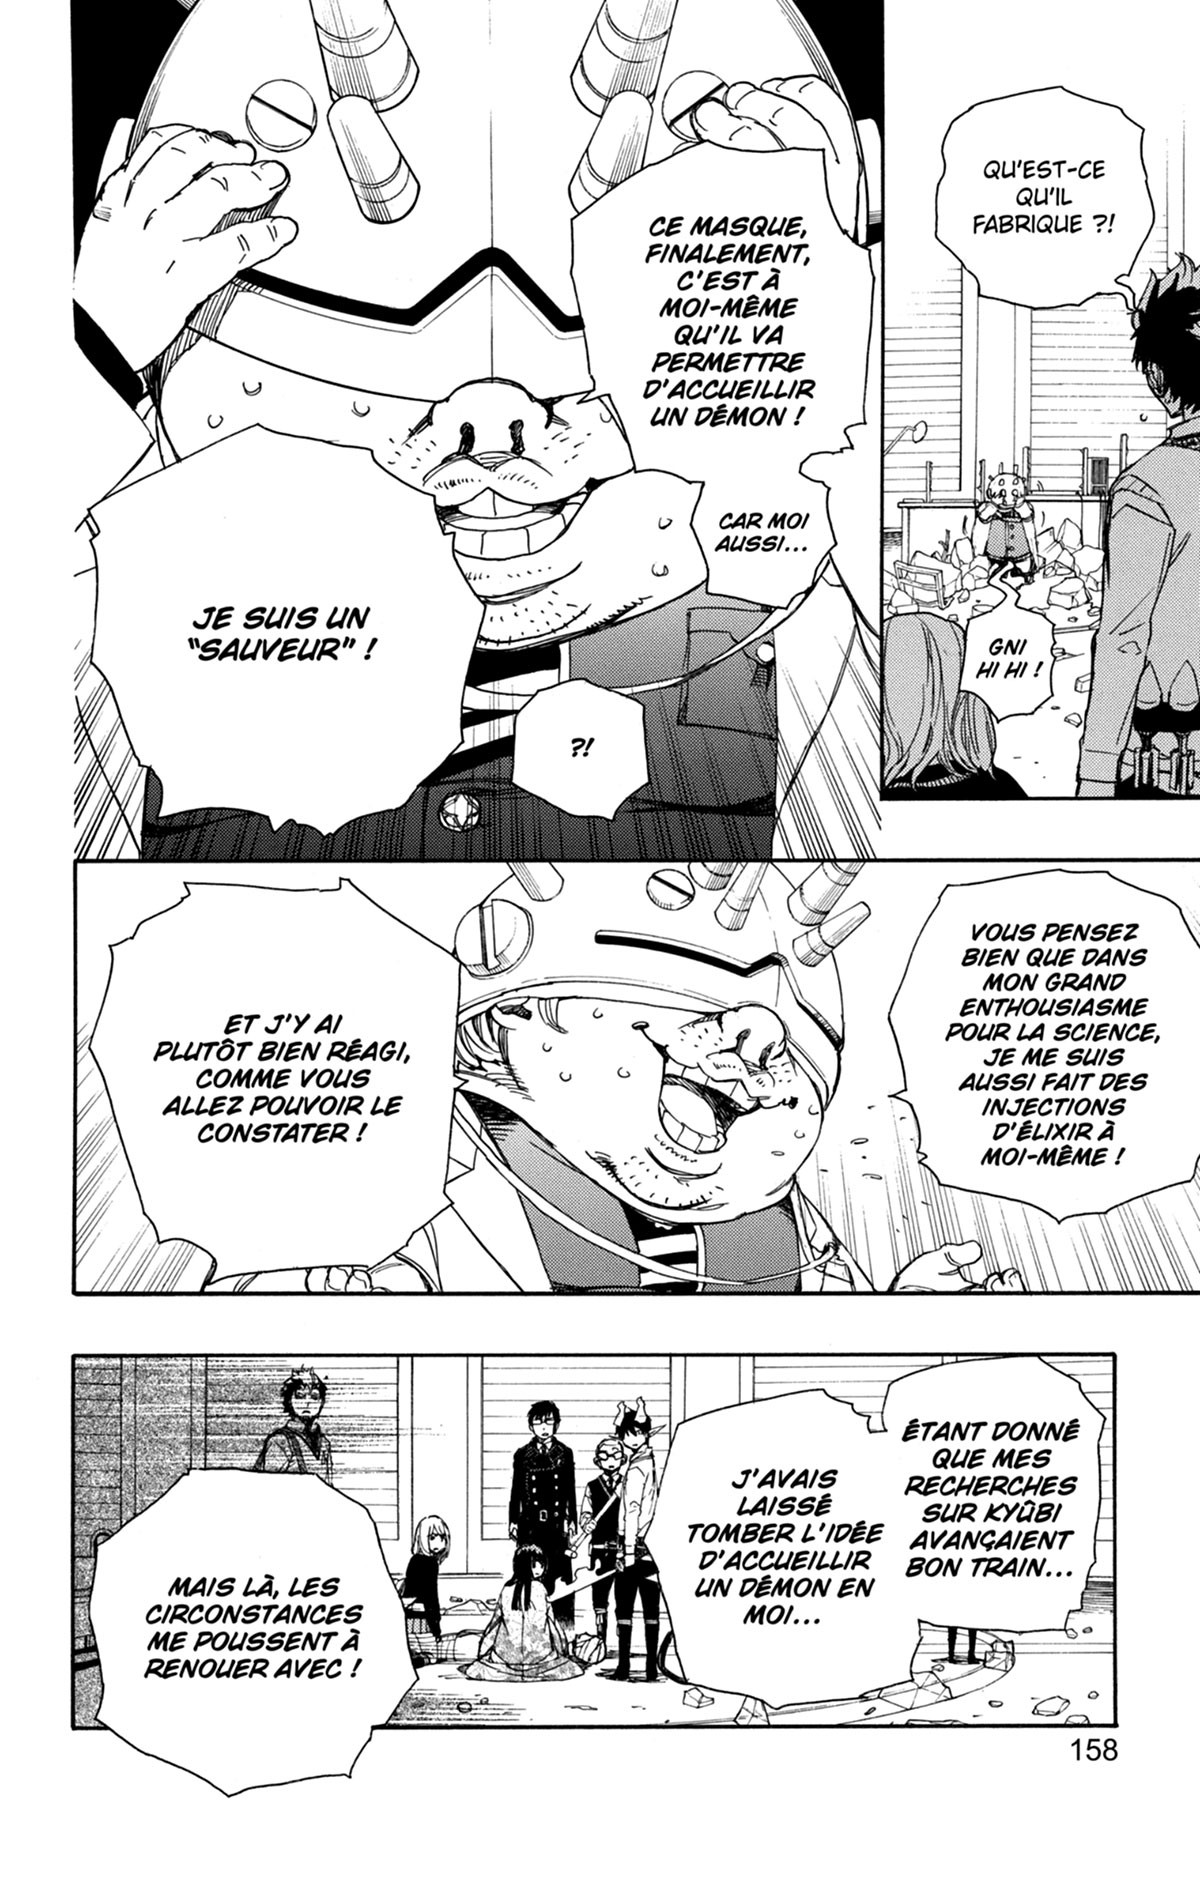 QU'EST-CE
QU'IL
FABRIQUE ?!
GNI
HI HI !
CE MASQUE,
FINALEMENT,
C'EST À
MOI-MÊME
QU'IL VA
PERMETTRE
D'ACCUEILLIR
UN DÉMON !
CAR MOI
AUSSI...
JE SUIS UN
"SAUVEUR" !
?!
VOUS PENSEZ
BIEN QUE DANS
MON GRAND
ENTHOUSIASME
POUR LA SCIENCE,
JE ME SUIS
AUSSI FAIT DES
INJECTIONS
D'ÉLIXIR À
MOI-MÊME !
ET J'Y AI
PLUTÔT BIEN RÉAGI,
COMME VOUS
ALLEZ POUVOIR LE
CONSTATER !
ÉTANT DONNÉ
QUE MES
RECHERCHES
SUR KYÛBI
AVANÇAIENT
BON TRAIN...
J'AVAIS
LAISSÉ
TOMBER L'IDÉE
D'ACCUEILLIR
UN DÉMON EN
MOI...
MAIS LÀ, LES
CIRCONSTANCES
ME POUSSENT À
RENOUER AVEC !
158